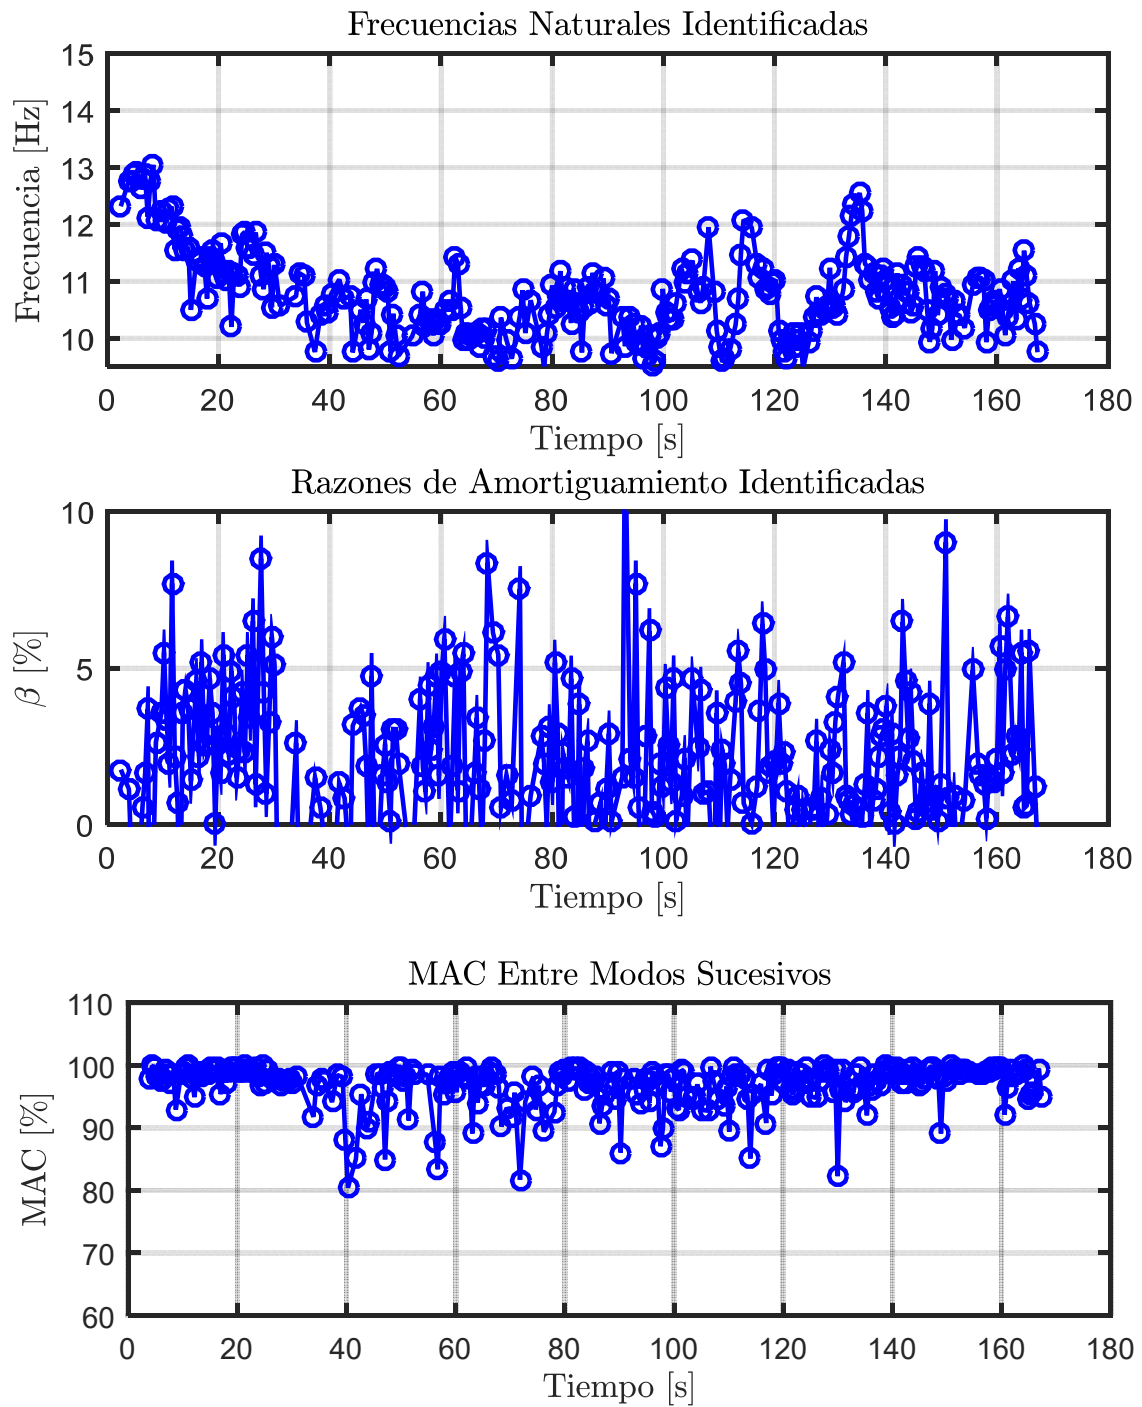 Frecuencias Naturales Identificadas
15
14
13
12
11
10
Frecuencia [Hz]
0 20 40 60 80 100 120 140 160 180
Tiempo [s]
Razones de Amortiguamiento Identificadas
10
5
0
β [%]
0 20 40 60 80 100 120 140 160 180
Tiempo [s]
MAC Entre Modos Sucesivos
110
100
90
80
70
60
MAC [%]
0 20 40 60 80 100 120 140 160 180
Tiempo [s]